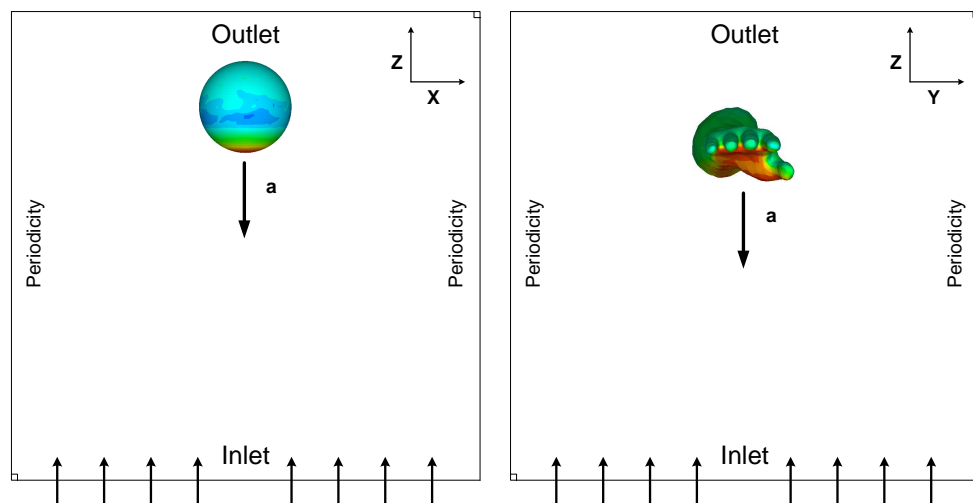 Outlet
Z
X
a
Periodicity
Periodicity
Inlet
Outlet
Z
Y
a
Periodicity
Periodicity
Inlet